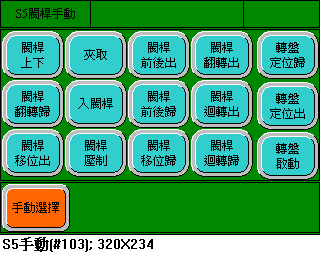 S5閥桿手動
閥桿
上下
夾取
閥桿
前後出
閥桿
翻轉出
轉盤
定位歸
閥桿
翻轉歸
入閥桿
閥桿
前後歸
閥桿
迴轉出
轉盤
定位出
閥桿
移位出
閥桿
壓制
閥桿
移位歸
閥桿
迴轉歸
轉盤
啟動
手動選擇
S5手動(#103); 320X234